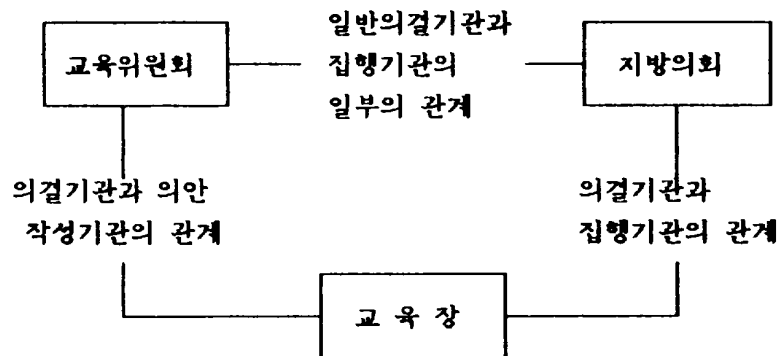 교육위원회
일반의결기관과
집행기관의
일부의 관계
지방의회
의결기관과 의안
작성기관의 관계
의결기관과
집행기관의 관계
교 육 장